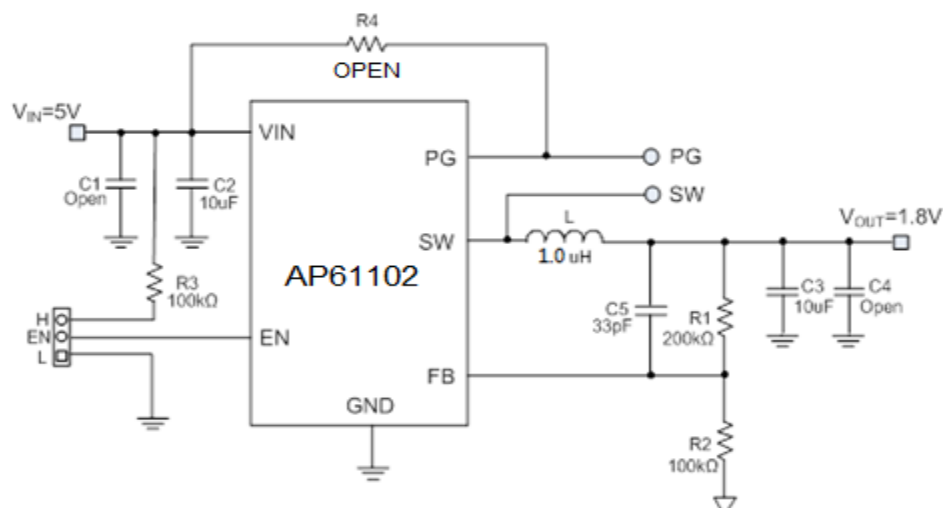 R4
OPEN
VIN=5V
VIN
PG
PG
C1
Open
C2
10uF
SW
L
VOUT=1.8V
SW
1.0 uH
AP61102
R3
100kΩ
C5
33pF
R1
200kΩ
C3
10uF
C4
Open
H
EN
L
EN
FB
GND
R2
100kΩ